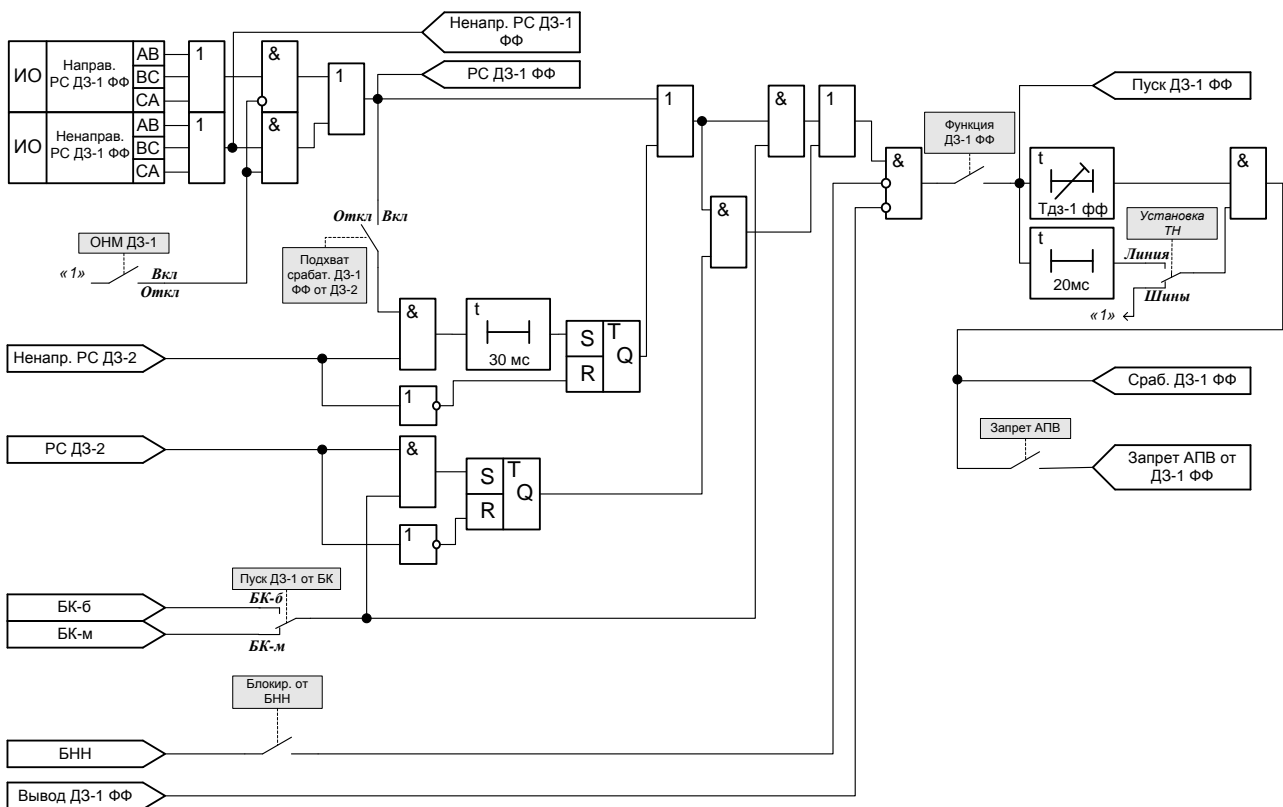 Ненапр. РС ДЗ-1
ФФ
РС ДЗ-1 ФФ
ИО
Направ.
РС ДЗ-1 ФФ
АВ
ВС
СА
1
&
1
ИО
Ненаправ.
РС ДЗ-1 ФФ
АВ
ВС
СА
1
&
1
&
1
&
Функция
ДЗ-1 ФФ
Пуск ДЗ-1 ФФ
t
Тдз-1 фф
&
t
20мс
Установка
ТН
Линия
Шины
«1»
ОНМ ДЗ-1
«1»
Вкл
Откл
Откл
Вкл
Подхват
срабат. ДЗ-1
ФФ от ДЗ-2
&
&
t
30 мс
S
T
Q
R
Ненапр. РС ДЗ-2
1
Сраб. ДЗ-1 ФФ
Запрет АПВ
Запрет АПВ от
ДЗ-1 ФФ
РС ДЗ-2
&
S
T
Q
R
1
Пуск ДЗ-1 от БК
БК-б
БК-б
БК-м
БК-м
Блокир. от
БНН
БНН
Вывод ДЗ-1 ФФ